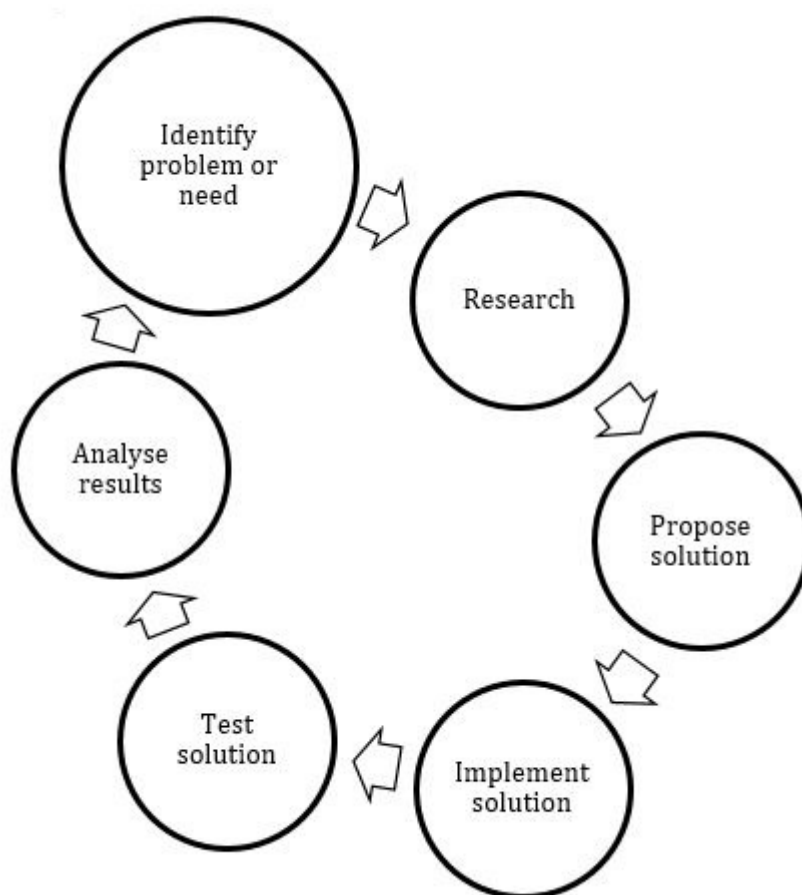 Identify
problem or
need
Research
Propose
solution
Implement
solution
Test
solution
Analyse
results